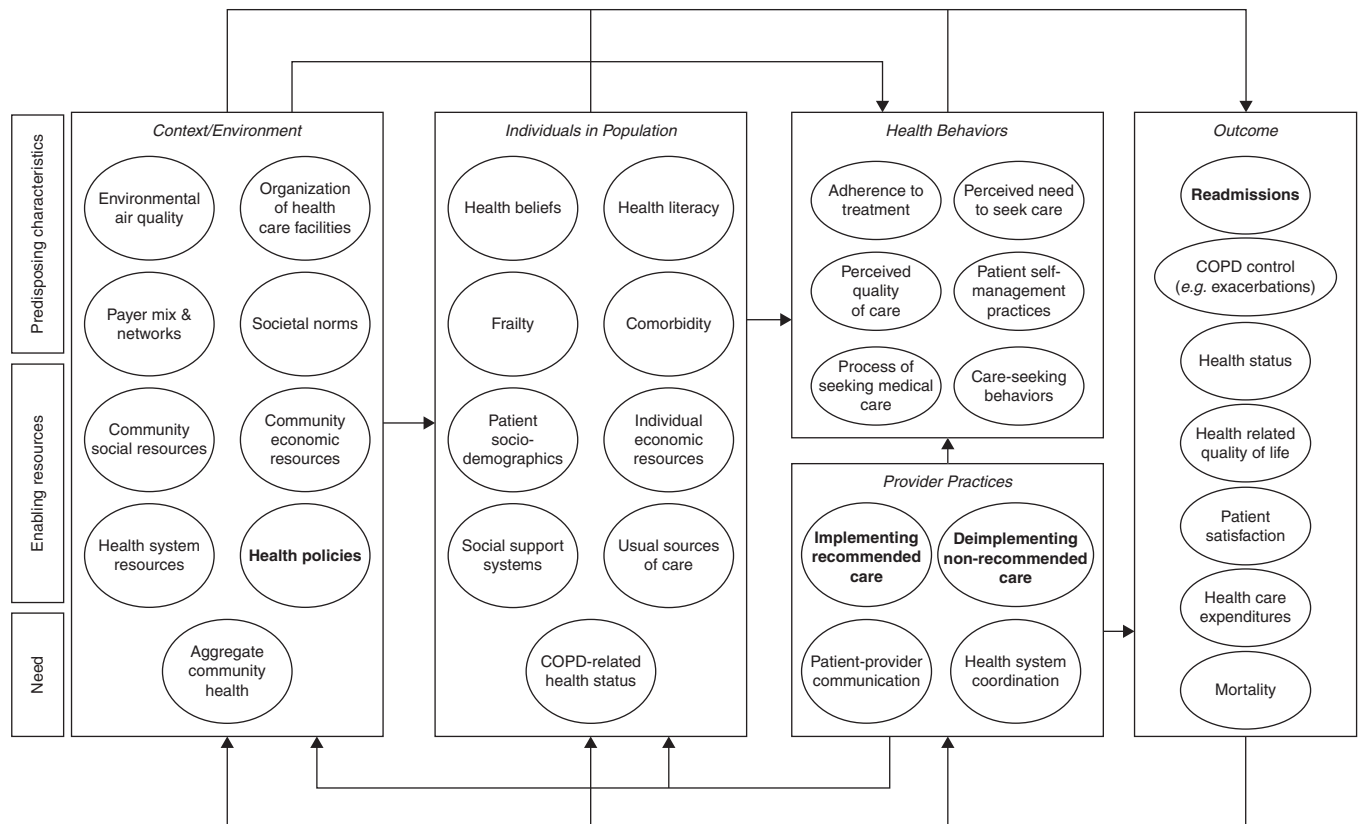 Predisposing characteristics
Enabling resources
Need
Context/Environment
Environmental
air quality
Organization
of health
care facilities
Payer mix &
networks
Societal norms
Community
social resources
Community
economic
resources
Health system
resources
Health policies
Aggregate
community
health
Individuals in Population
Health beliefs
Health literacy
Frailty
Comorbidity
Patient
socio-
demographics
Individual
economic
resources
Social support
systems
Usual sources
of care
COPD-related
health status
Health Behaviors
Adherence to
treatment
Perceived need
to seek care
Perceived
quality
of care
Patient self-
management
practices
Process of
seeking medical
care
Care-seeking
behaviors
Provider Practices
Implementing
recommended
care
Deimplementing
non-recommended
care
Patient-provider
communication
Health system
coordination
Outcome
Readmissions
COPD control
(e.g. exacerbations)
Health status
Health related
quality of life
Patient
satisfaction
Health care
expenditures
Mortality